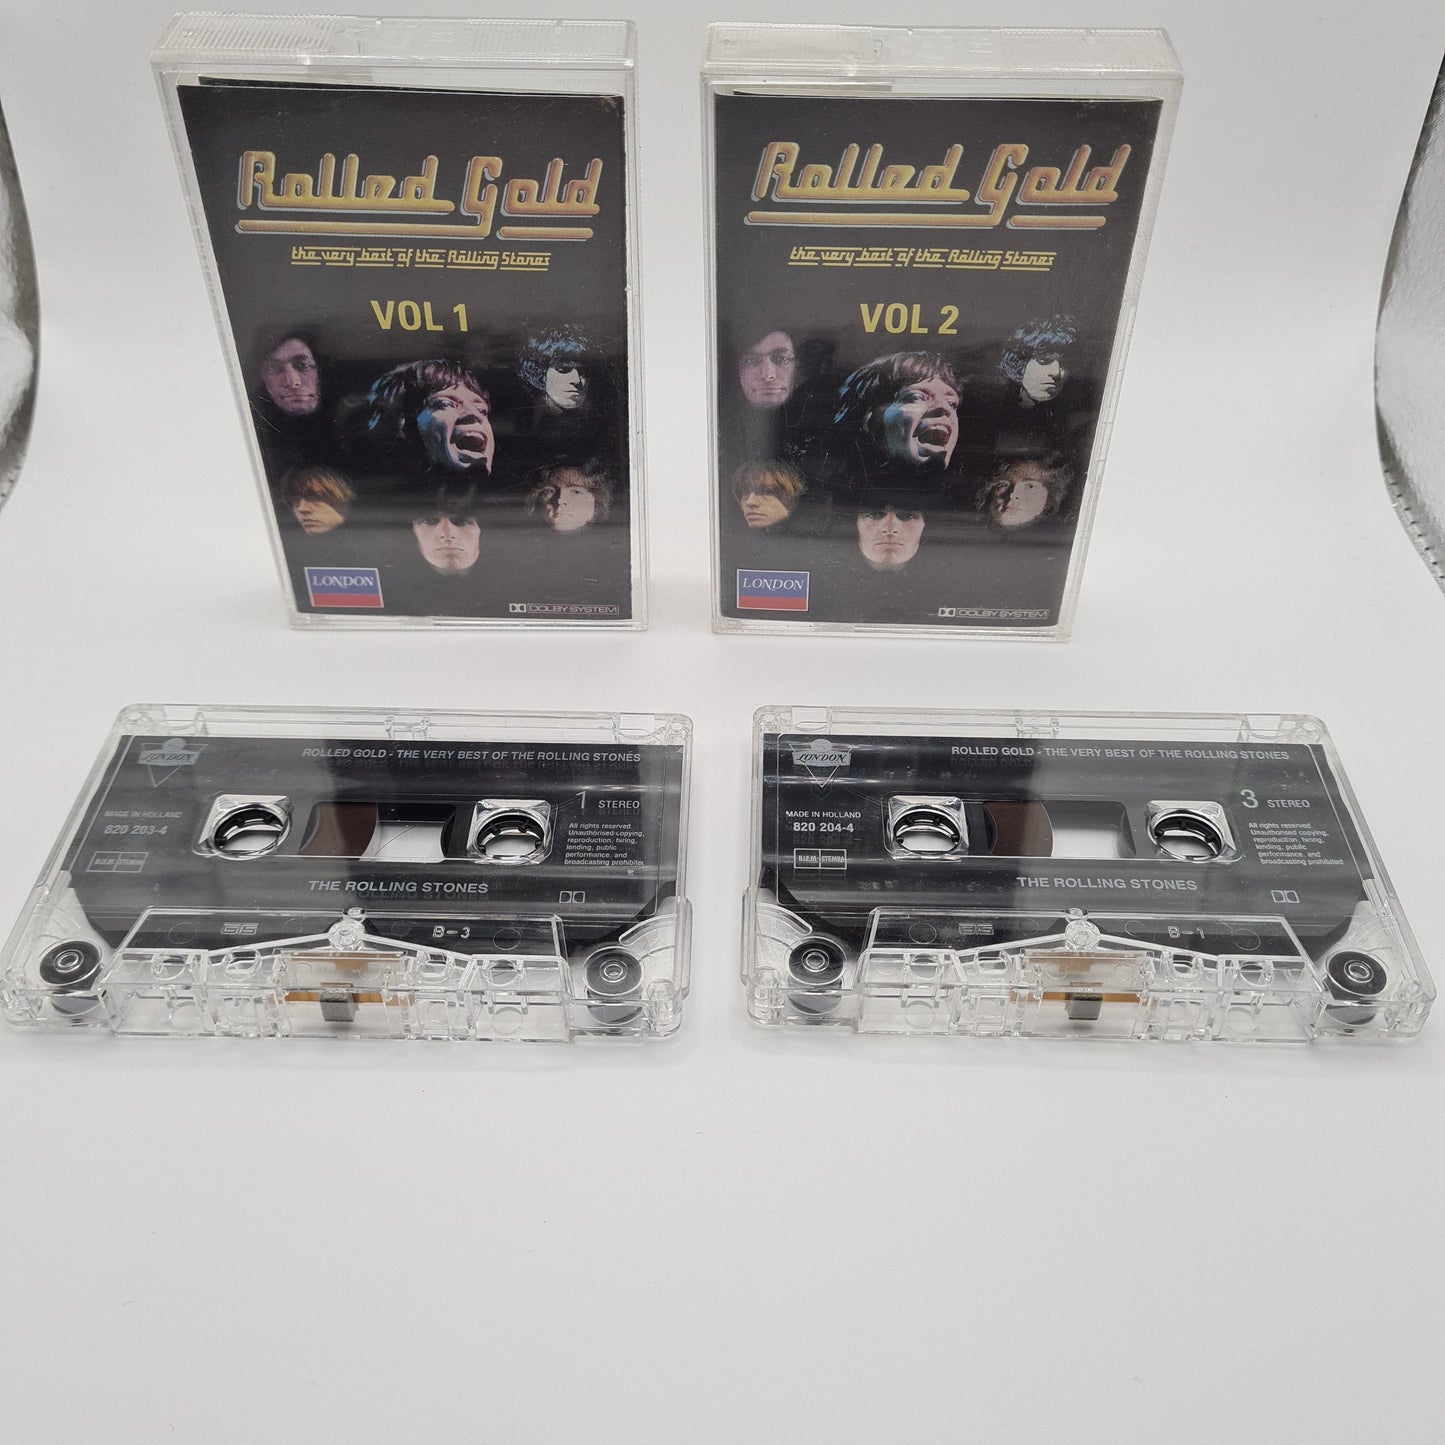 Rolled Gold
the very best of the Rolling Stones
VOL 1
LONDON
DOLBY SYSTEM
Rolled Gold
the very best of the Rolling Stones
VOL 2
LONDON
DOLBY SYSTEM
LONDON
ROLLED GOLD - THE VERY BEST OF THE ROLLING STONES
1 STEREO
MADE IN HOLLAND
820 203-4
B.I.E.M. STEMRA
All rights reserved
Unauthorised copying,
reproduction, hiring,
lending, public
performance, and
broadcasting prohibited
THE ROLLING STONES
B-3
LONDON
ROLLED GOLD - THE VERY BEST OF THE ROLLING STONES
3 STEREO
MADE IN HOLLAND
820 204-4
B.I.E.M. STEMRA
All rights reserved
Unauthorised copying,
reproduction, hiring,
lending, public
performance, and
broadcasting prohibited
THE ROLLING STONES
B-1